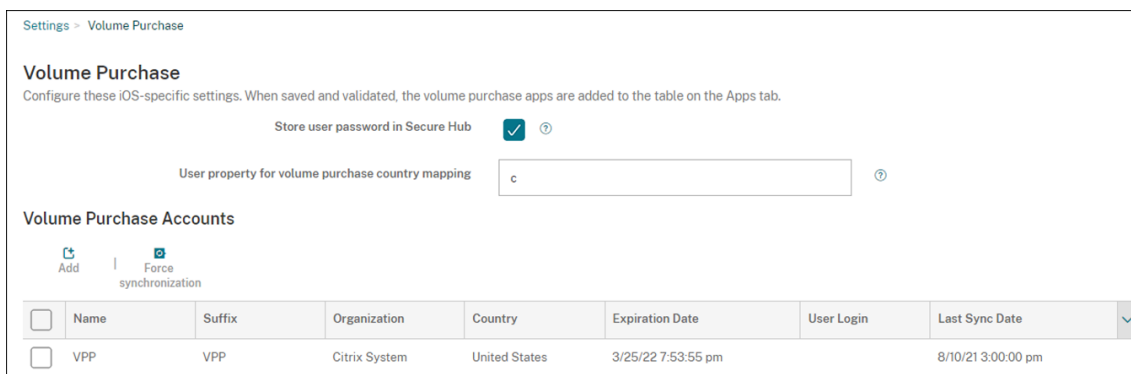 Settings > Volume Purchase
Volume Purchase
Configure these iOS-specific settings. When saved and validated, the volume purchase apps are added to the table on the Apps tab.
Store user password in Secure Hub ?
User property for volume purchase country mapping c ?
Volume Purchase Accounts
Add | Force
synchronization
Name Suffix Organization Country Expiration Date User Login Last Sync Date
VPP VPP Citrix System United States 3/25/22 7:53:55 pm 8/10/21 3:00:00 pm